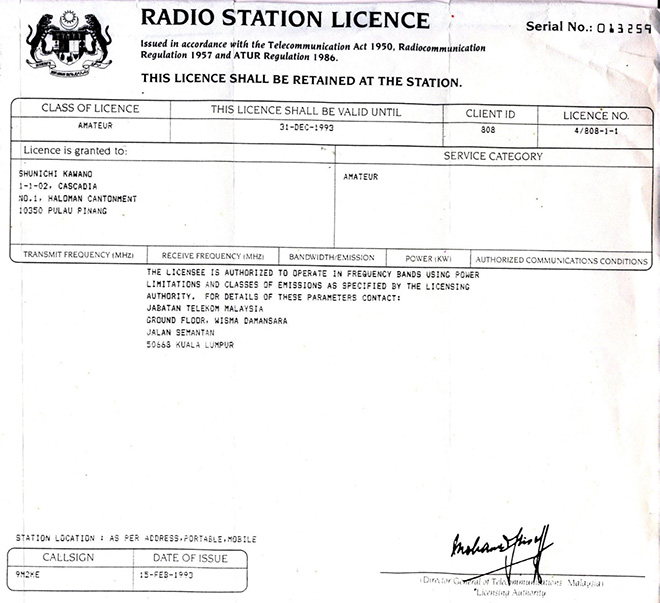 RADIO STATION LICENCE
Serial No.: 013259
Issued in accordance with the Telecommunication Act 1950, Radiocommunication
Regulation 1957 and ATUR Regulation 1986.
THIS LICENCE SHALL BE RETAINED AT THE STATION.
CLASS OF LICENCE THIS LICENCE SHALL BE VALID UNTIL CLIENT ID LICENCE NO.
AMATEUR 31-DEC-1993 808 4/808-1-1
Licence is granted to: SERVICE CATEGORY
SHUNICHI KAWANO AMATEUR
1-1-02, CASCADIA
NO.1, HALOMAN CANTONMENT
10350 PULAU PINANG
TRANSMIT FREQUENCY (MHZ) RECEIVE FREQUENCY (MHZ) BANDWIDTH/EMISSION POWER (KW) AUTHORIZED COMMUNICATIONS CONDITIONS
THE LICENSEE IS AUTHORIZED TO OPERATE IN FREQUENCY BANDS USING POWER
LIMITATIONS AND CLASSES OF EMISSIONS AS SPECIFIED BY THE LICENSING
AUTHORITY. FOR DETAILS OF THESE PARAMETERS CONTACT:
JABATAN TELEKOM MALAYSIA
GROUND FLOOR, WISMA DAMANSARA
JALAN SEMANTAN
50668 KUALA LUMPUR
STATION LOCATION : AS PER ADDRESS,PORTABLE,MOBILE
CALLSIGN DATE OF ISSUE
9M2KE 15-FEB-1993
(Director General of Telecommunications Malaysia)
Licensing Authority